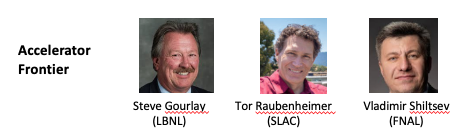 Accelerator
Frontier
Steve Gourlay
(LBNL)
Tor Raubenheimer
(SLAC)
Vladimir Shiltsev
(FNAL)